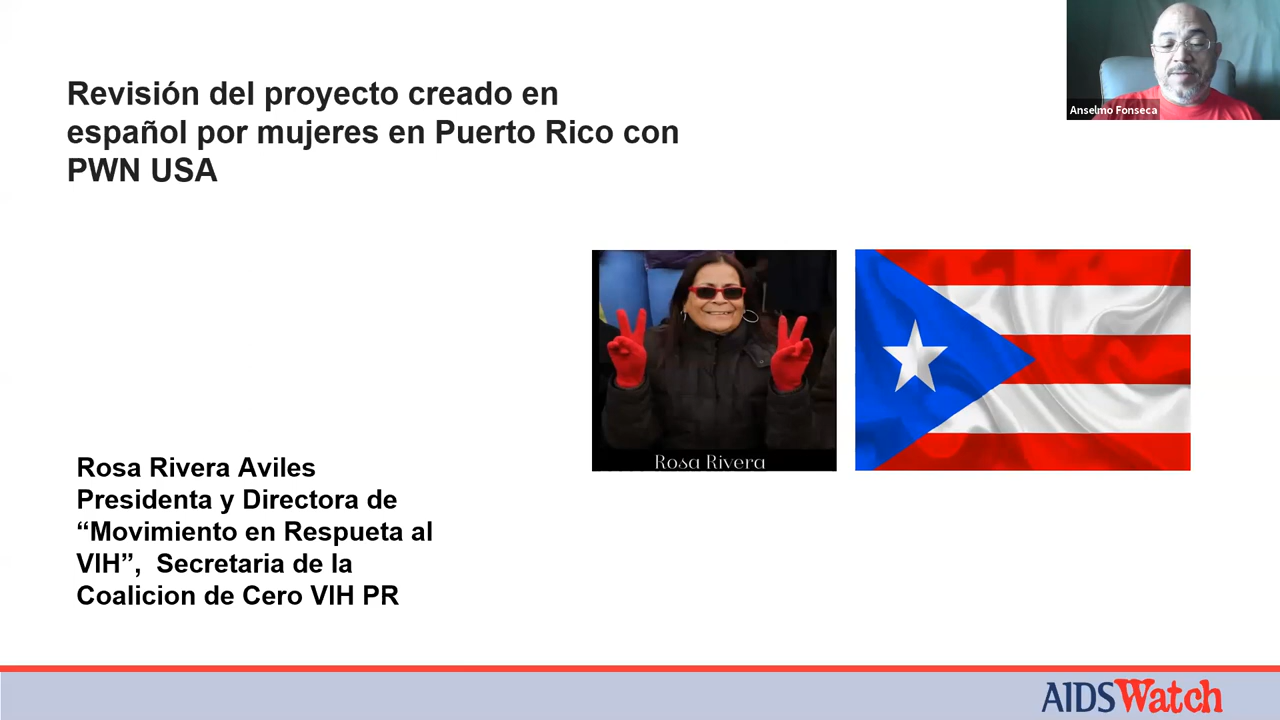 Revisión del proyecto creado en
español por mujeres en Puerto Rico con
PWN USA
Anselmo Fonseca
Rosa Rivera
Rosa Rivera Aviles
Presidenta y Directora de
“Movimiento en Respueta al
VIH”,  Secretaria de la
Coalicion de Cero VIH PR
AIDSWatch